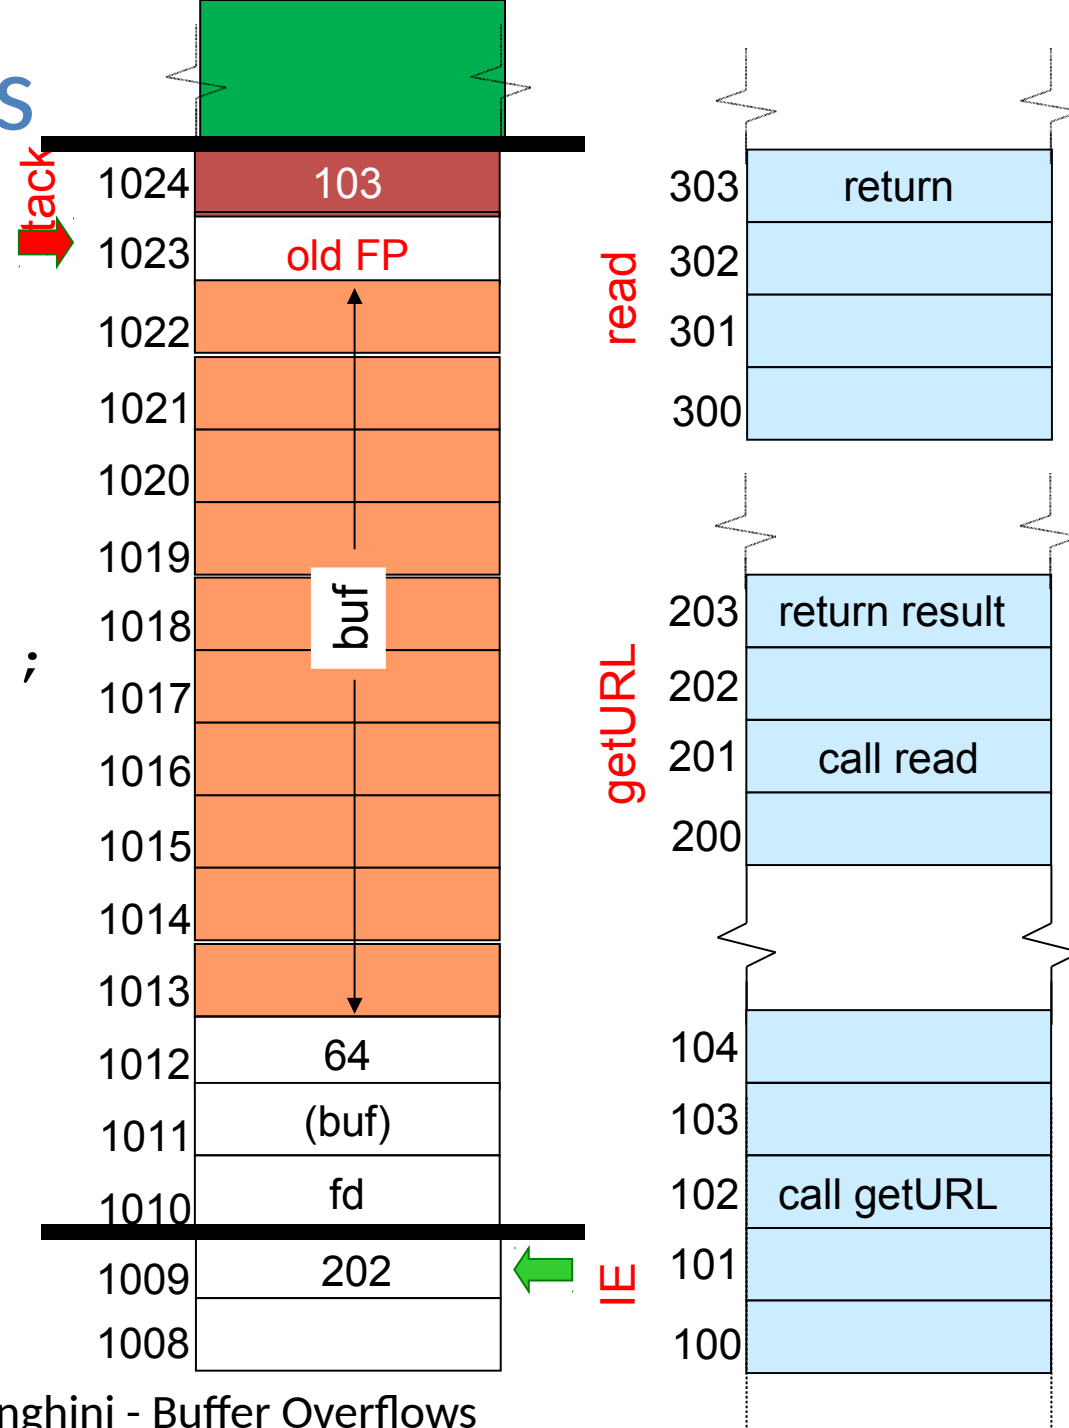 s
tack
1024 103
1023 old FP
1022
1021
1020
1019
buf
1018
1017
1016
1015
1014
1013
1012 64
1011 (buf)
1010 fd
1009 202
1008
;
read
303 return
302
301
300
getURL
203 return result
202
201 call read
200
IE
104
103
102 call getURL
101
100
nghini - Buffer Overflows